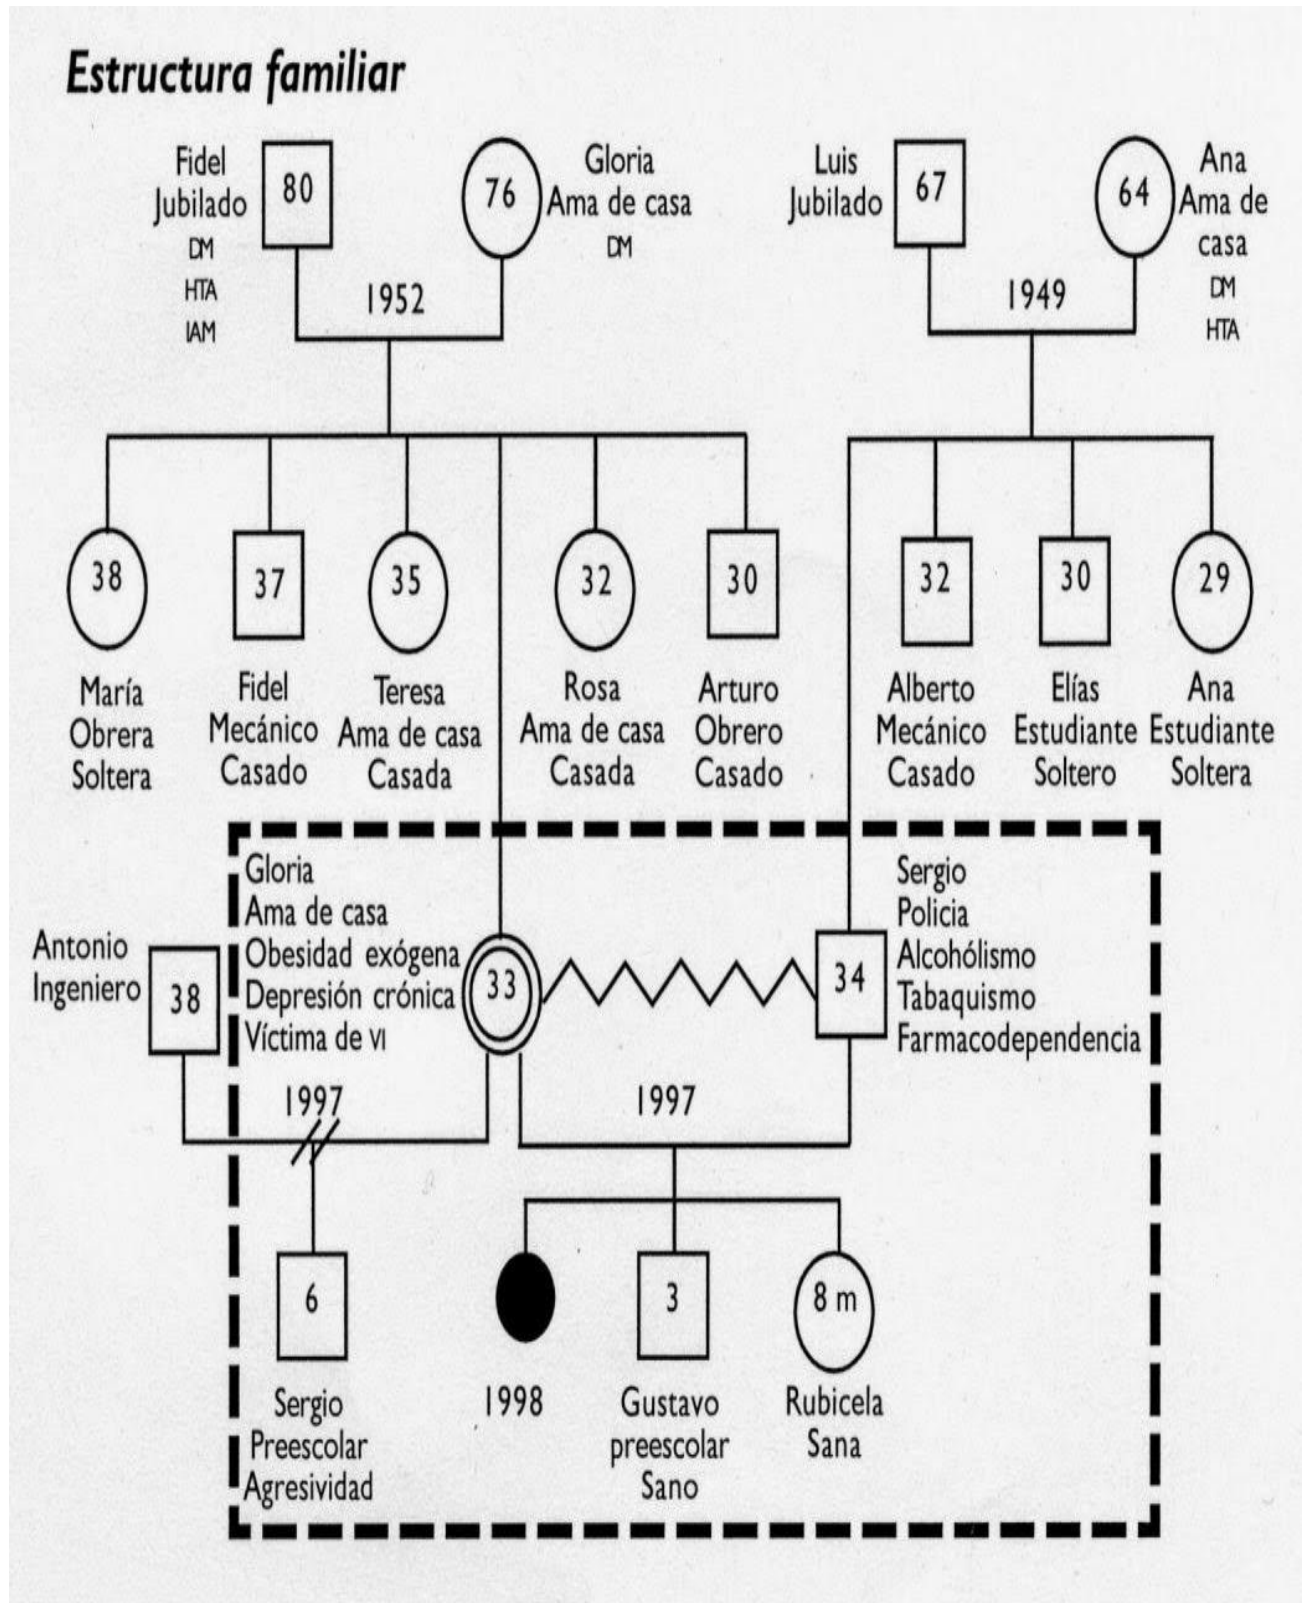 Estructura familiar
Fidel
Jubilado
DM
HTA
IAM
80
76
Gloria
Ama de casa
DM
1952
Luis
Jubilado
67
64
Ana
Ama de
casa
DM
HTA
1949
38
María
Obrera
Soltera
37
Fidel
Mecánico
Casado
35
Teresa
Ama de casa
Casada
32
Rosa
Ama de casa
Casada
30
Arturo
Obrero
Casado
32
Alberto
Mecánico
Casado
30
Elías
Estudiante
Soltero
29
Ana
Estudiante
Soltera
Antonio
Ingeniero
38
Gloria
Ama de casa
Obesidad exógena
Depresión crónica
Víctima de VI
33
34
Sergio
Policia
Alcohólismo
Tabaquismo
Farmacodependencia
1997
1997
6
Sergio
Preescolar
Agresividad
1998
3
Gustavo
preescolar
Sano
8 m
Rubicela
Sana